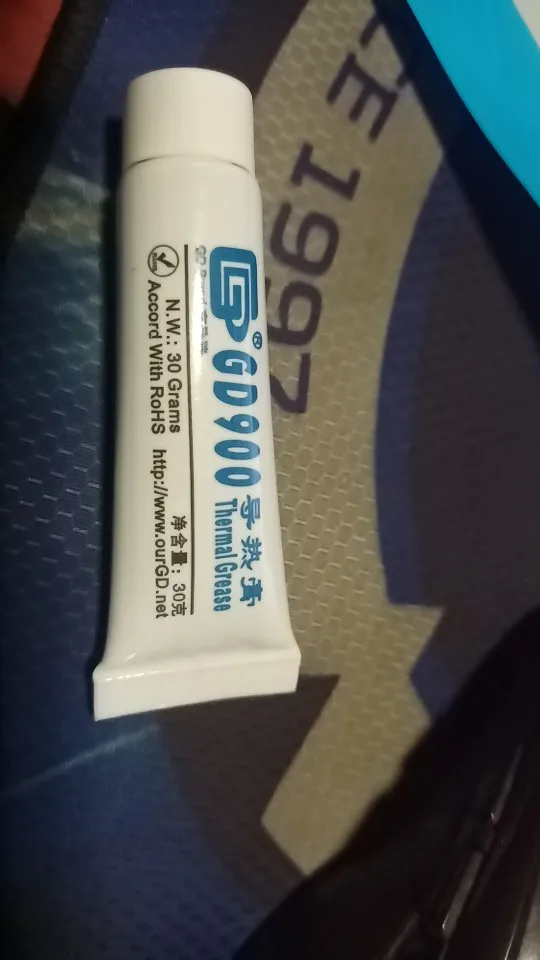 GD®
GD900 导热膏
Thermal Grease
N.W.: 30 Grams 净含量: 30克
Accord With RoHS http://www.ourGD.net
E 1997